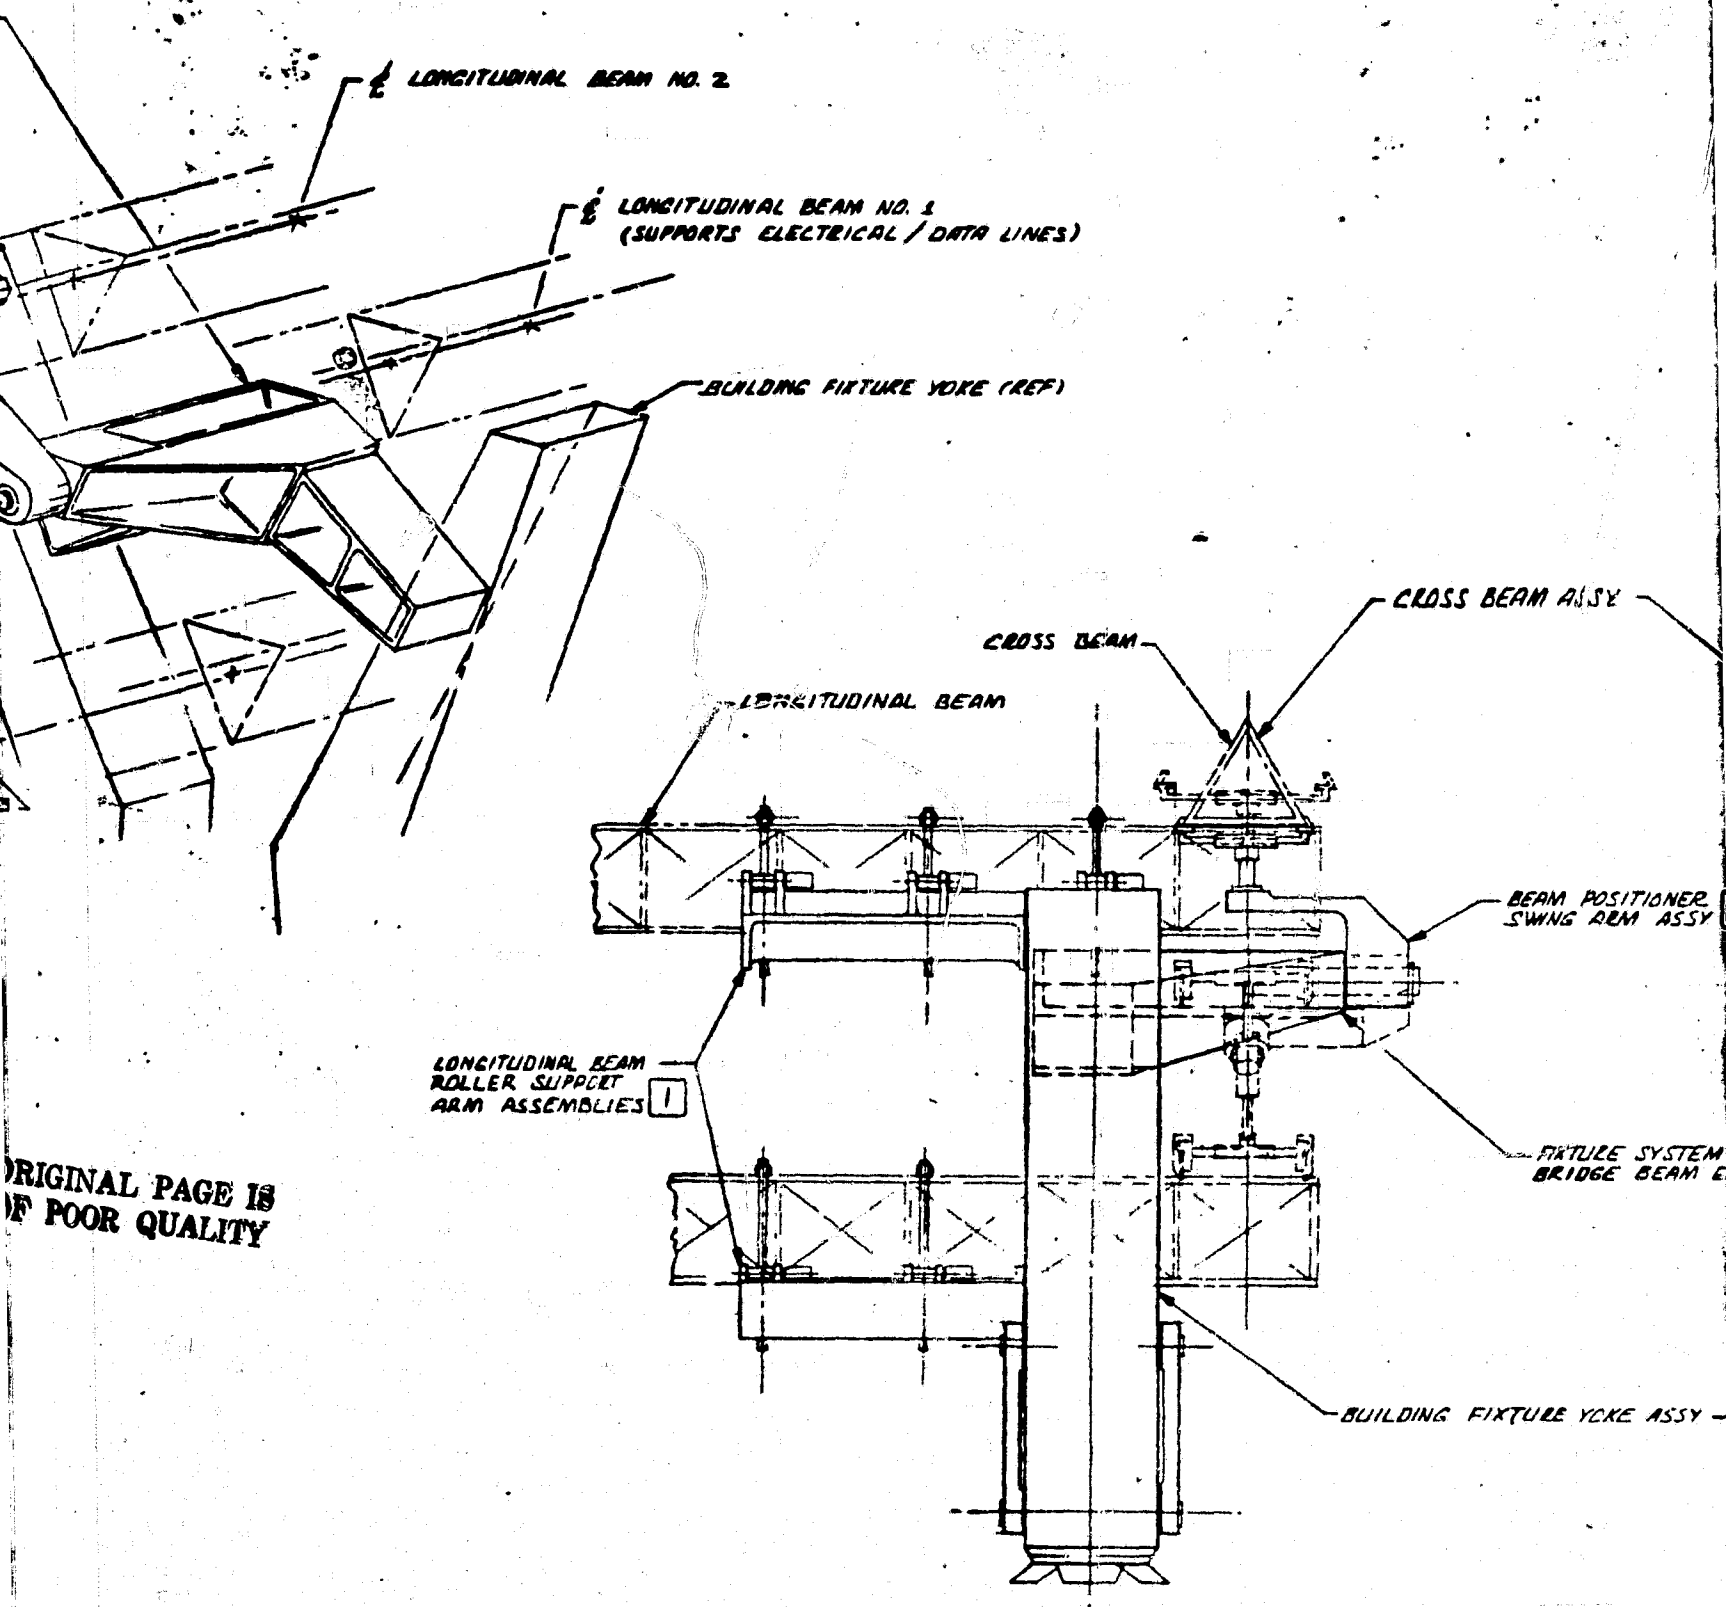 ℄ LONGITUDINAL BEAM NO. 2
℄ LONGITUDINAL BEAM NO. 1
(SUPPORTS ELECTRICAL / DATA LINES)
BUILDING FIXTURE YOKE (REF)
CROSS BEAM ASSY
CROSS BEAM
LONGITUDINAL BEAM
BEAM POSITIONER
SWING ARM ASSY
LONGITUDINAL BEAM
ROLLER SUPPORT
ARM ASSEMBLIES 1
FIXTURE SYSTEM
BRIDGE BEAM
ORIGINAL PAGE IS
OF POOR QUALITY
BUILDING FIXTURE YOKE ASSY